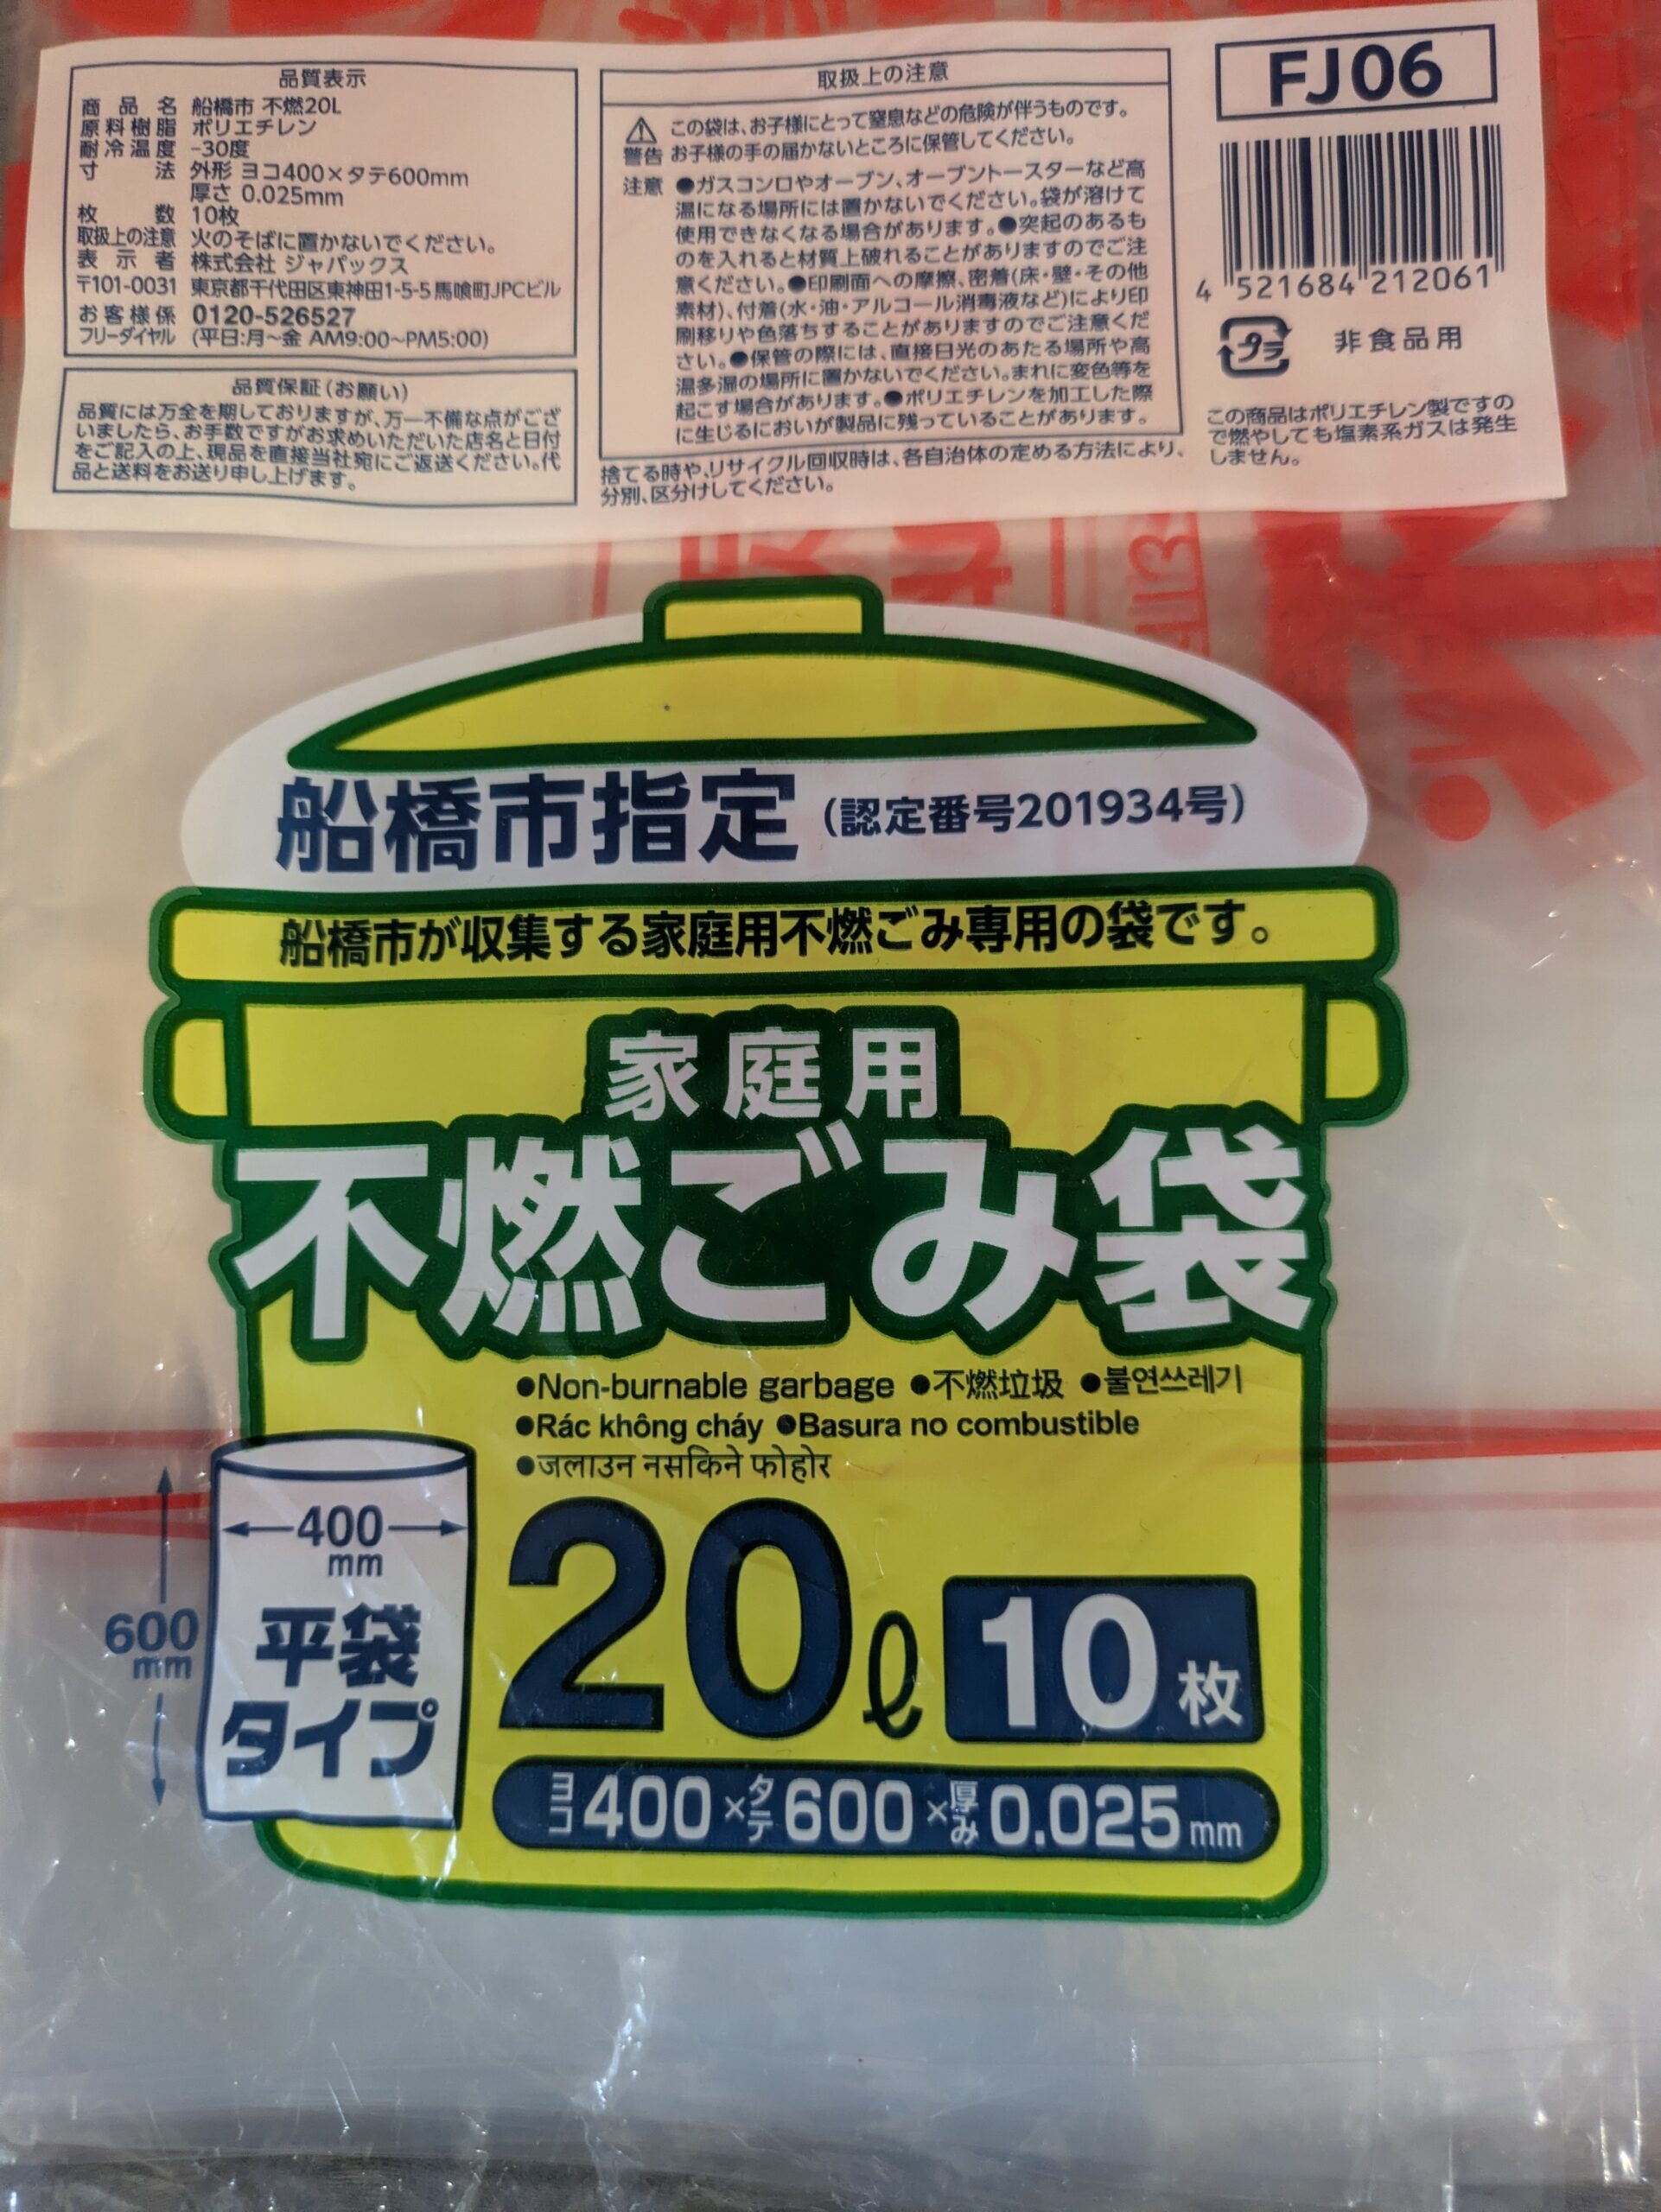 品質表示
商品名 船橋市 不燃20L
原料樹脂 ポリエチレン
耐冷温度 -30度
寸法 外形 ヨコ400×タテ600mm
厚さ 0.025mm
枚数 10枚
取扱上の注意 火のそばに置かないでください。
表示者 株式会社 ジャパックス
〒101-0031 東京都千代田区東神田1-5-5 馬喰町JPCビル
お客様係 0120-526527
フリーダイヤル (平日:月~金 AM9:00~PM5:00)
品質保証(お願い)
品質には万全を期しておりますが、万一不備な点がござ
いましたら、お手数ですがお求めいただいた店名と日付
をご記入の上、現品を直接当社宛にご返送ください。代
品と送料をお送り申し上げます。
取扱上の注意
この袋は、お子様にとって窒息などの危険が伴うものです。
警告 お子様の手の届かないところに保管してください。
注意 ●ガスコンロやオーブン、オーブントースターなど高
温になる場所には置かないでください。袋が溶けて
使用できなくなる場合があります。●突起のあるも
のを入れると材質上破れることがありますのでご注
意ください。●印刷面への摩擦、密着(床・壁・その他
素材)、付着(水・油・アルコール消毒液など)により印
刷移りや色落ちすることがありますのでご注意くだ
さい。●保管の際には、直接日光のあたる場所や高
温多湿の場所に置かないでください。まれに変色等を
起こす場合があります。●ポリエチレンを加工した際
に生じるにおいが製品に残っていることがあります。
捨てる時や、リサイクル回収時は、各自治体の定める方法により、
分別、区分けしてください。
FJ06
4 521684 212061
プラ 非食品用
この商品はポリエチレン製ですの
で燃やしても塩素系ガスは発生
しません。
船橋市指定 (認定番号201934号)
船橋市が収集する家庭用不燃ごみ専用の袋です。
家庭用
不燃ごみ袋
●Non-burnable garbage ●不燃垃圾 ●불연쓰레기
●Rác không cháy ●Basura no combustible
●जलाउन नसकिने फोहोर
400
mm
600
mm
平袋
タイプ
20ℓ 10枚
ヨコ400×タテ600×厚み0.025mm